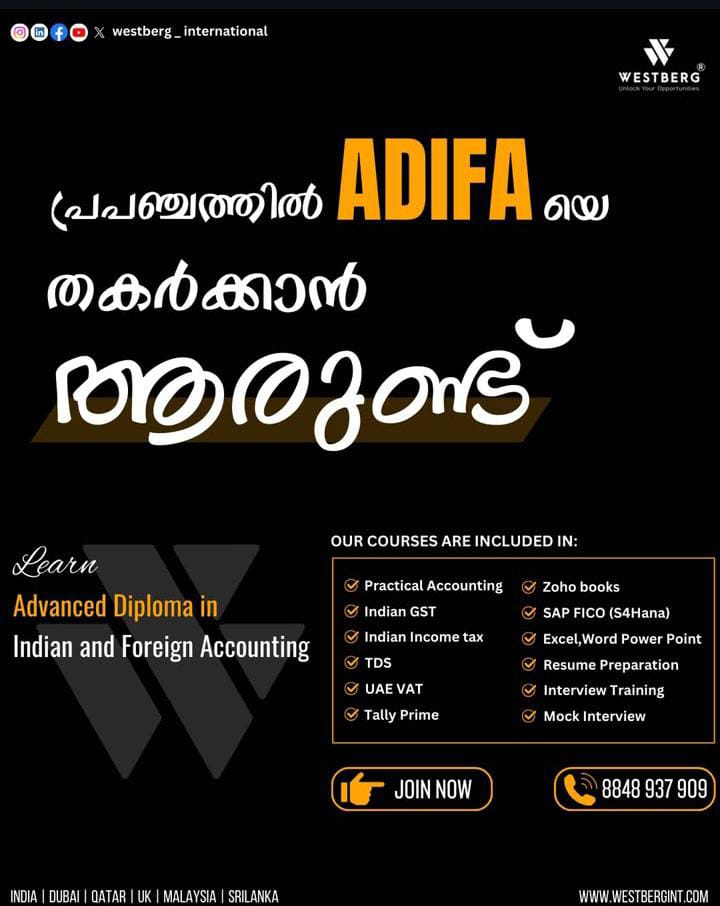 westberg _ international
WESTBERG ®
Unlock Your Opportunities
പ്രപഞ്ചത്തിൽ ADIFA യെ
തകർക്കാൻ
ആരുണ്ട്
OUR COURSES ARE INCLUDED IN:
Learn
Advanced Diploma in
Indian and Foreign Accounting
Practical Accounting
Indian GST
Indian Income tax
TDS
UAE VAT
Tally Prime
Zoho books
SAP FICO (S4Hana)
Excel,Word Power Point
Resume Preparation
Interview Training
Mock Interview
JOIN NOW
8848 937 909
INDIA | DUBAI | QATAR | UK | MALAYSIA | SRILANKA
WWW.WESTBERGINT.COM